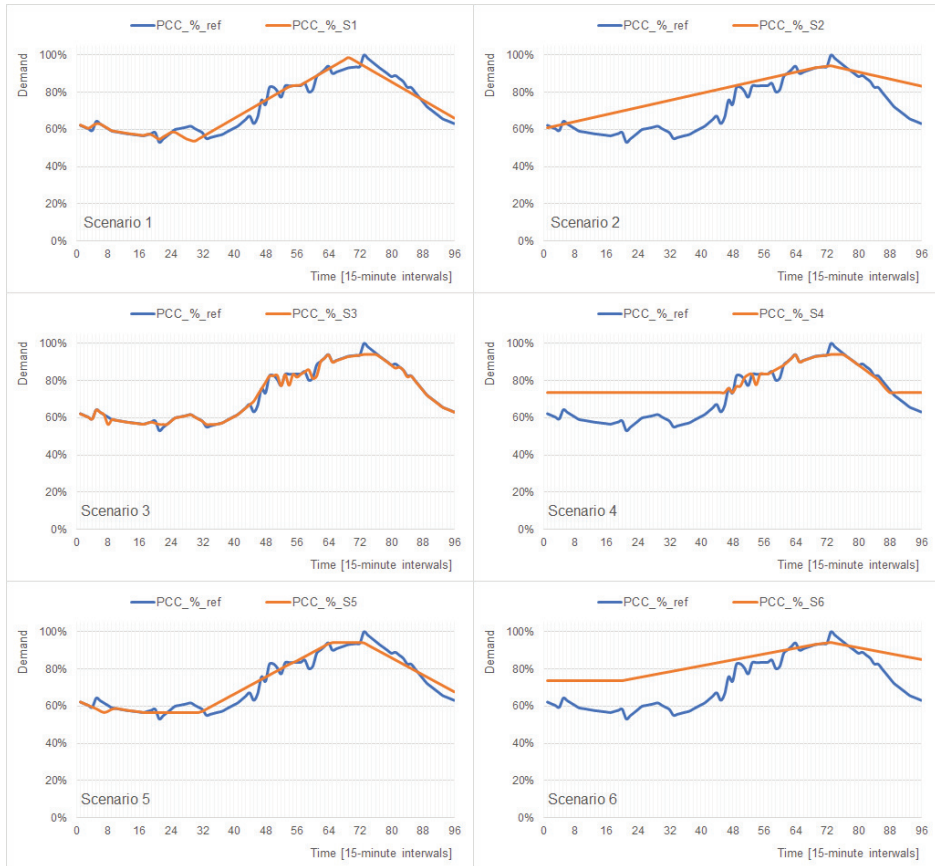 PCC_%_ref PCC_%_S1
Demand
100%
80%
60%
40%
20%
0%
Scenario 1
0 8 16 24 32 40 48 56 64 72 80 88 96
Time [15-minute intervals]
PCC_%_ref PCC_%_S2
Demand
100%
80%
60%
40%
20%
0%
Scenario 2
0 8 16 24 32 40 48 56 64 72 80 88 96
Time [15-minute intervals]
PCC_%_ref PCC_%_S3
Demand
100%
80%
60%
40%
20%
0%
Scenario 3
0 8 16 24 32 40 48 56 64 72 80 88 96
Time [15-minute intervals]
PCC_%_ref PCC_%_S4
Demand
100%
80%
60%
40%
20%
0%
Scenario 4
0 8 16 24 32 40 48 56 64 72 80 88 96
Time [15-minute intervals]
PCC_%_ref PCC_%_S5
Demand
100%
80%
60%
40%
20%
0%
Scenario 5
0 8 16 24 32 40 48 56 64 72 80 88 96
Time [15-minute intervals]
PCC_%_ref PCC_%_S6
Demand
100%
80%
60%
40%
20%
0%
Scenario 6
0 8 16 24 32 40 48 56 64 72 80 88 96
Time [15-minute intervals]